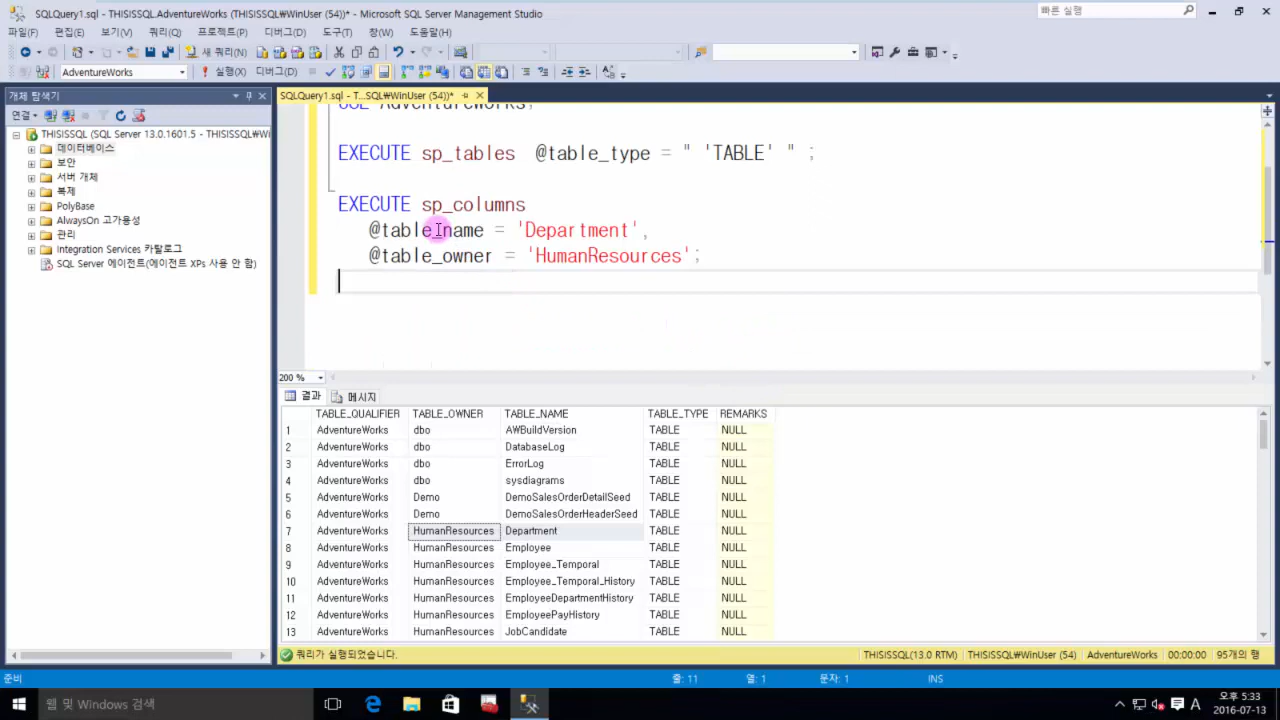 SQLQuery1.sql - THISISSQL.AdventureWorks (THISISSQL₩WinUser (54))* - Microsoft SQL Server Management Studio
빠른 실행
파일(F) 편집(E) 보기(V) 쿼리(Q) 프로젝트(P) 디버그(D) 도구(T) 창(W) 도움말(H)
새 쿼리(N)
AdventureWorks 실행(X) 디버그(D)
개체 탐색기
SQLQuery1.sql - T...SQL₩WinUser (54))*
연결
THISISSQL (SQL Server 13.0.1601.5 - THISISSQL₩Wi
데이터베이스
보안
서버 개체
복제
PolyBase
AlwaysOn 고가용성
관리
Integration Services 카탈로그
SQL Server 에이전트(에이전트 XPs 사용 안 함)
USE AdventureWorks;
EXECUTE sp_tables @table_type = " 'TABLE' " ;
EXECUTE sp_columns
@table_name = 'Department',
@table_owner = 'HumanResources';
200 %
결과 메시지
TABLE_QUALIFIER TABLE_OWNER TABLE_NAME TABLE_TYPE REMARKS
1 AdventureWorks dbo AWBuildVersion TABLE NULL
2 AdventureWorks dbo DatabaseLog TABLE NULL
3 AdventureWorks dbo ErrorLog TABLE NULL
4 AdventureWorks dbo sysdiagrams TABLE NULL
5 AdventureWorks Demo DemoSalesOrderDetailSeed TABLE NULL
6 AdventureWorks Demo DemoSalesOrderHeaderSeed TABLE NULL
7 AdventureWorks HumanResources Department TABLE NULL
8 AdventureWorks HumanResources Employee TABLE NULL
9 AdventureWorks HumanResources Employee_Temporal TABLE NULL
10 AdventureWorks HumanResources Employee_Temporal_History TABLE NULL
11 AdventureWorks HumanResources EmployeeDepartmentHistory TABLE NULL
12 AdventureWorks HumanResources EmployeePayHistory TABLE NULL
13 AdventureWorks HumanResources JobCandidate TABLE NULL
쿼리가 실행되었습니다. THISISSQL(13.0 RTM) THISISSQL₩WinUser (54) AdventureWorks 00:00:00 95개의 행
준비 줄: 11 열: 1 문자: 1 INS
웹 및 Windows 검색
A 오후 5:33
2016-07-13